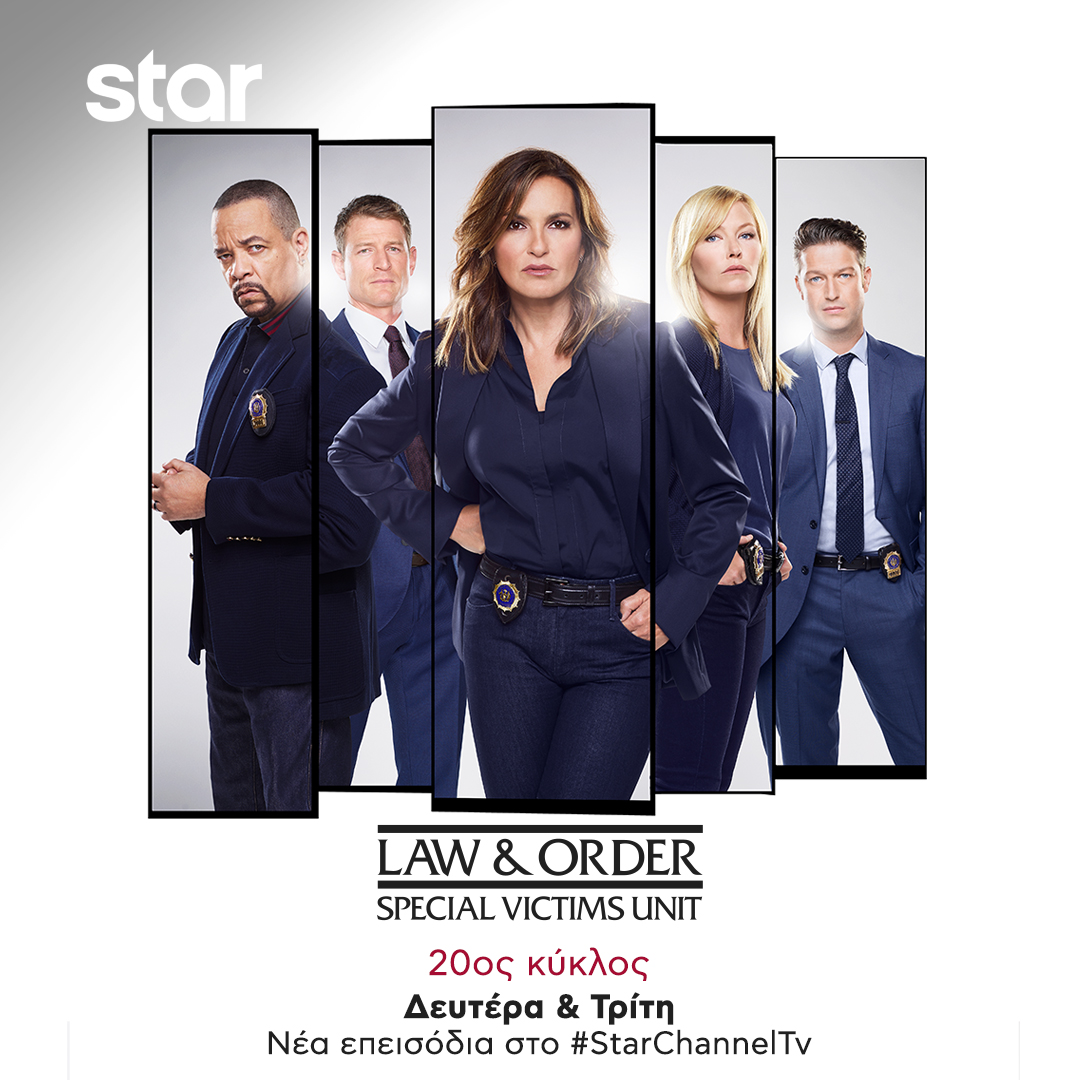 star
LAW & ORDER
SPECIAL VICTIMS UNIT
20ος κύκλος
Δευτέρα & Τρίτη
Νέα επεισόδια στο #StarChannelTv